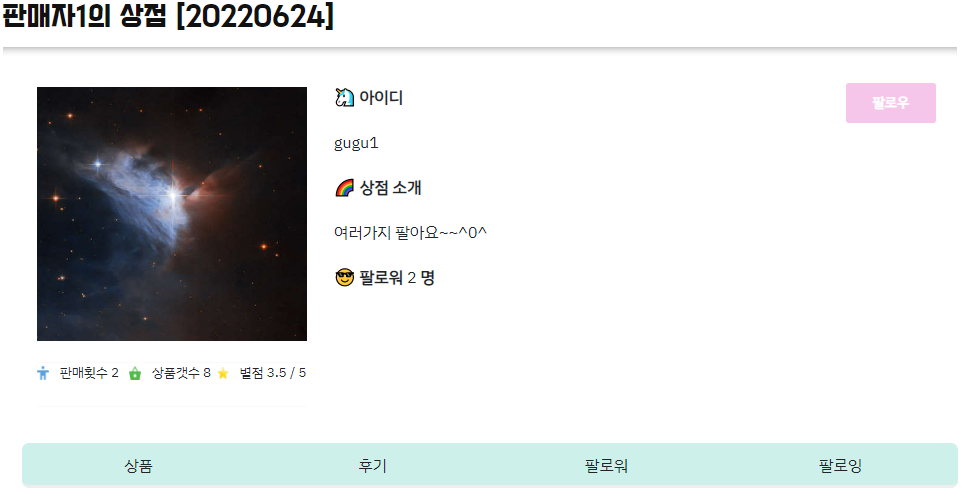 판매자1의 상점 [20220624]
🦄 아이디
팔로우
gugu1
🌈 상점 소개
여러가지 팔아요~~^0^
😎 팔로워 2 명
판매횟수 2 상품갯수 8 별점 3.5 / 5
상품 후기 팔로워 팔로잉